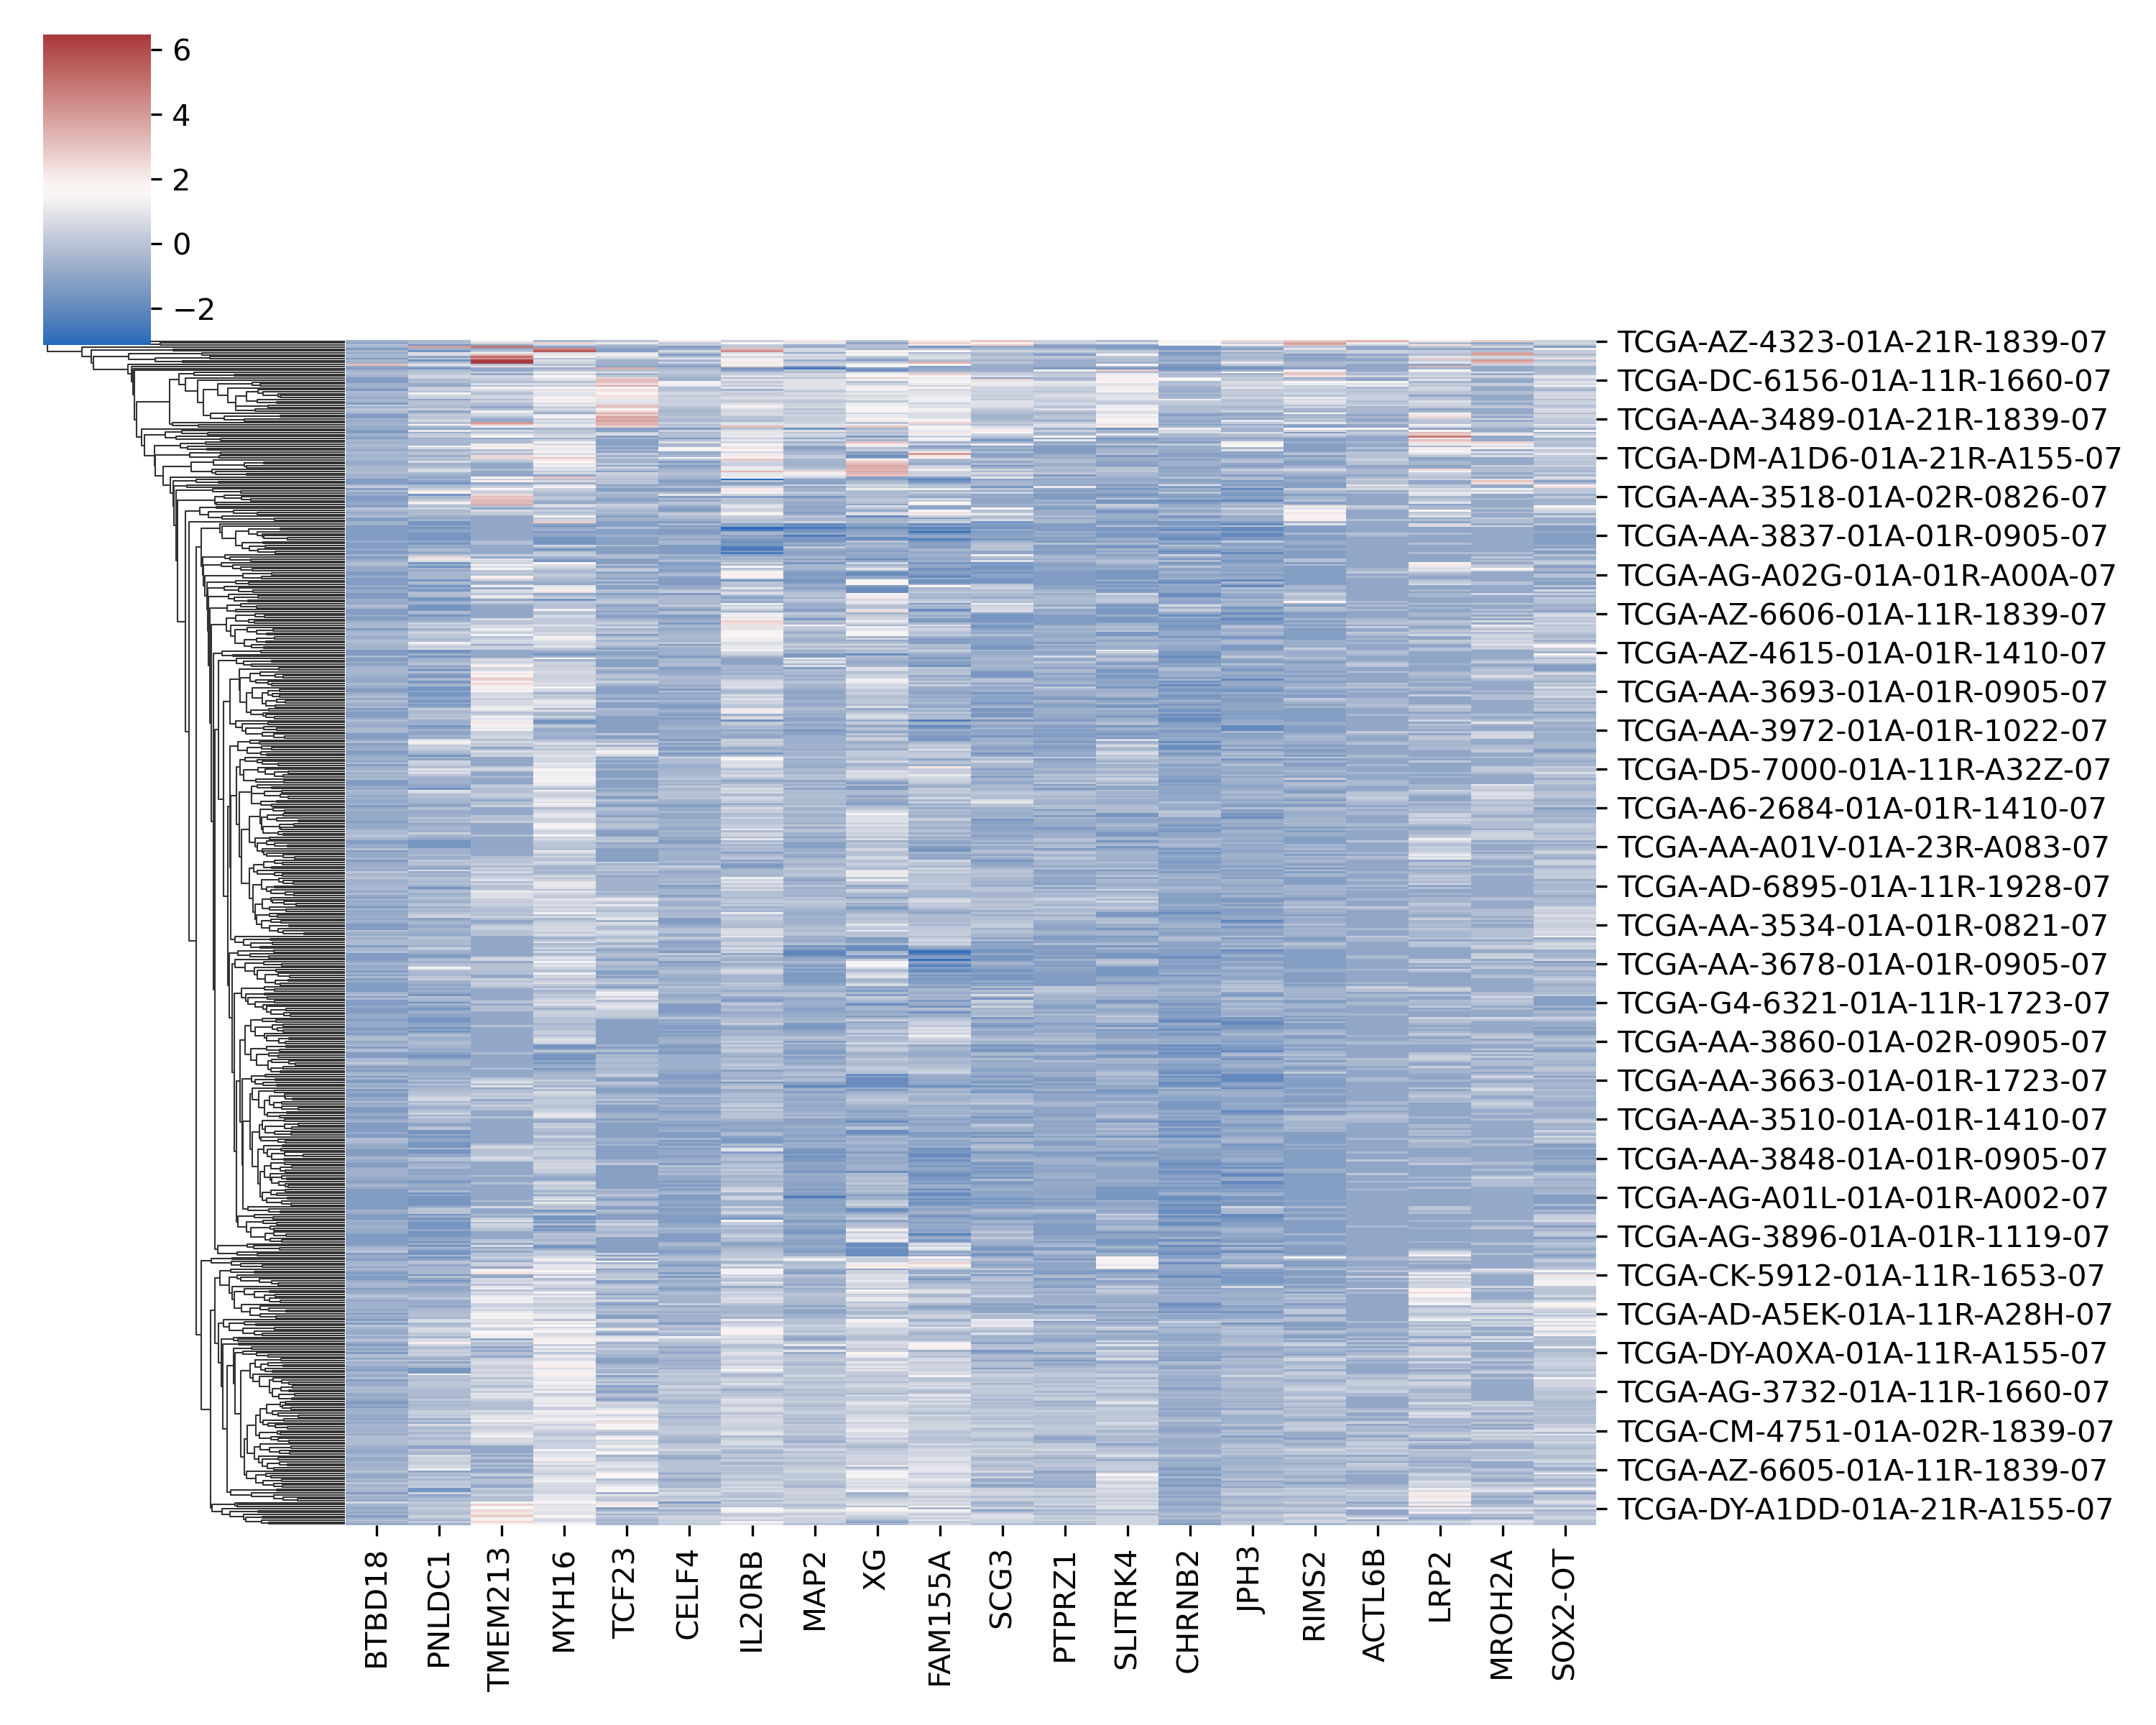 6
4
2
0
−2
TCGA-AZ-4323-01A-21R-1839-07
TCGA-DC-6156-01A-11R-1660-07
TCGA-AA-3489-01A-21R-1839-07
TCGA-DM-A1D6-01A-21R-A155-07
TCGA-AA-3518-01A-02R-0826-07
TCGA-AA-3837-01A-01R-0905-07
TCGA-AG-A02G-01A-01R-A00A-07
TCGA-AZ-6606-01A-11R-1839-07
TCGA-AZ-4615-01A-01R-1410-07
TCGA-AA-3693-01A-01R-0905-07
TCGA-AA-3972-01A-01R-1022-07
TCGA-D5-7000-01A-11R-A32Z-07
TCGA-A6-2684-01A-01R-1410-07
TCGA-AA-A01V-01A-23R-A083-07
TCGA-AD-6895-01A-11R-1928-07
TCGA-AA-3534-01A-01R-0821-07
TCGA-AA-3678-01A-01R-0905-07
TCGA-G4-6321-01A-11R-1723-07
TCGA-AA-3860-01A-02R-0905-07
TCGA-AA-3663-01A-01R-1723-07
TCGA-AA-3510-01A-01R-1410-07
TCGA-AA-3848-01A-01R-0905-07
TCGA-AG-A01L-01A-01R-A002-07
TCGA-AG-3896-01A-01R-1119-07
TCGA-CK-5912-01A-11R-1653-07
TCGA-AD-A5EK-01A-11R-A28H-07
TCGA-DY-A0XA-01A-11R-A155-07
TCGA-AG-3732-01A-11R-1660-07
TCGA-CM-4751-01A-02R-1839-07
TCGA-AZ-6605-01A-11R-1839-07
TCGA-DY-A1DD-01A-21R-A155-07
BTBD18
PNLDC1
TMEM213
MYH16
TCF23
CELF4
IL20RB
MAP2
XG
FAM155A
SCG3
PTPRZ1
SLITRK4
CHRNB2
JPH3
RIMS2
ACTL6B
LRP2
MROH2A
SOX2-OT